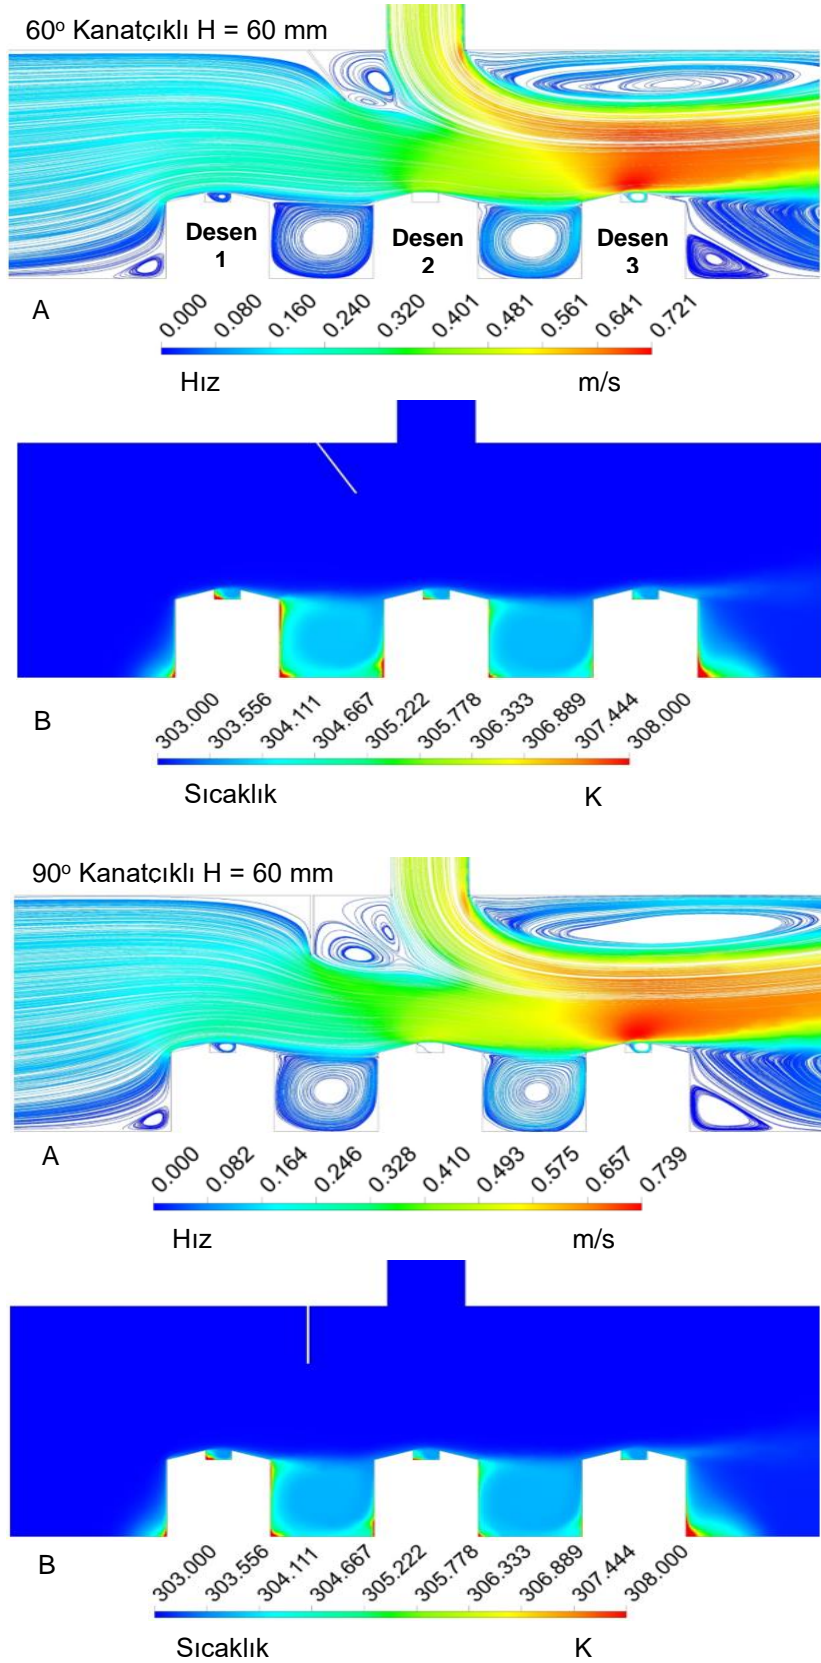 60º Kanatçıklı H = 60 mm
Desen 1
Desen 2
Desen 3
A
0.000 0.080 0.160 0.240 0.320 0.401 0.481 0.561 0.641 0.721
Hız m/s
B
303.000 303.556 304.111 304.667 305.222 305.778 306.333 306.889 307.444 308.000
Sıcaklık K
90º Kanatçıklı H = 60 mm
A
0.000 0.082 0.164 0.246 0.328 0.410 0.493 0.575 0.657 0.739
Hız m/s
B
303.000 303.556 304.111 304.667 305.222 305.778 306.333 306.889 307.444 308.000
Sıcaklık K